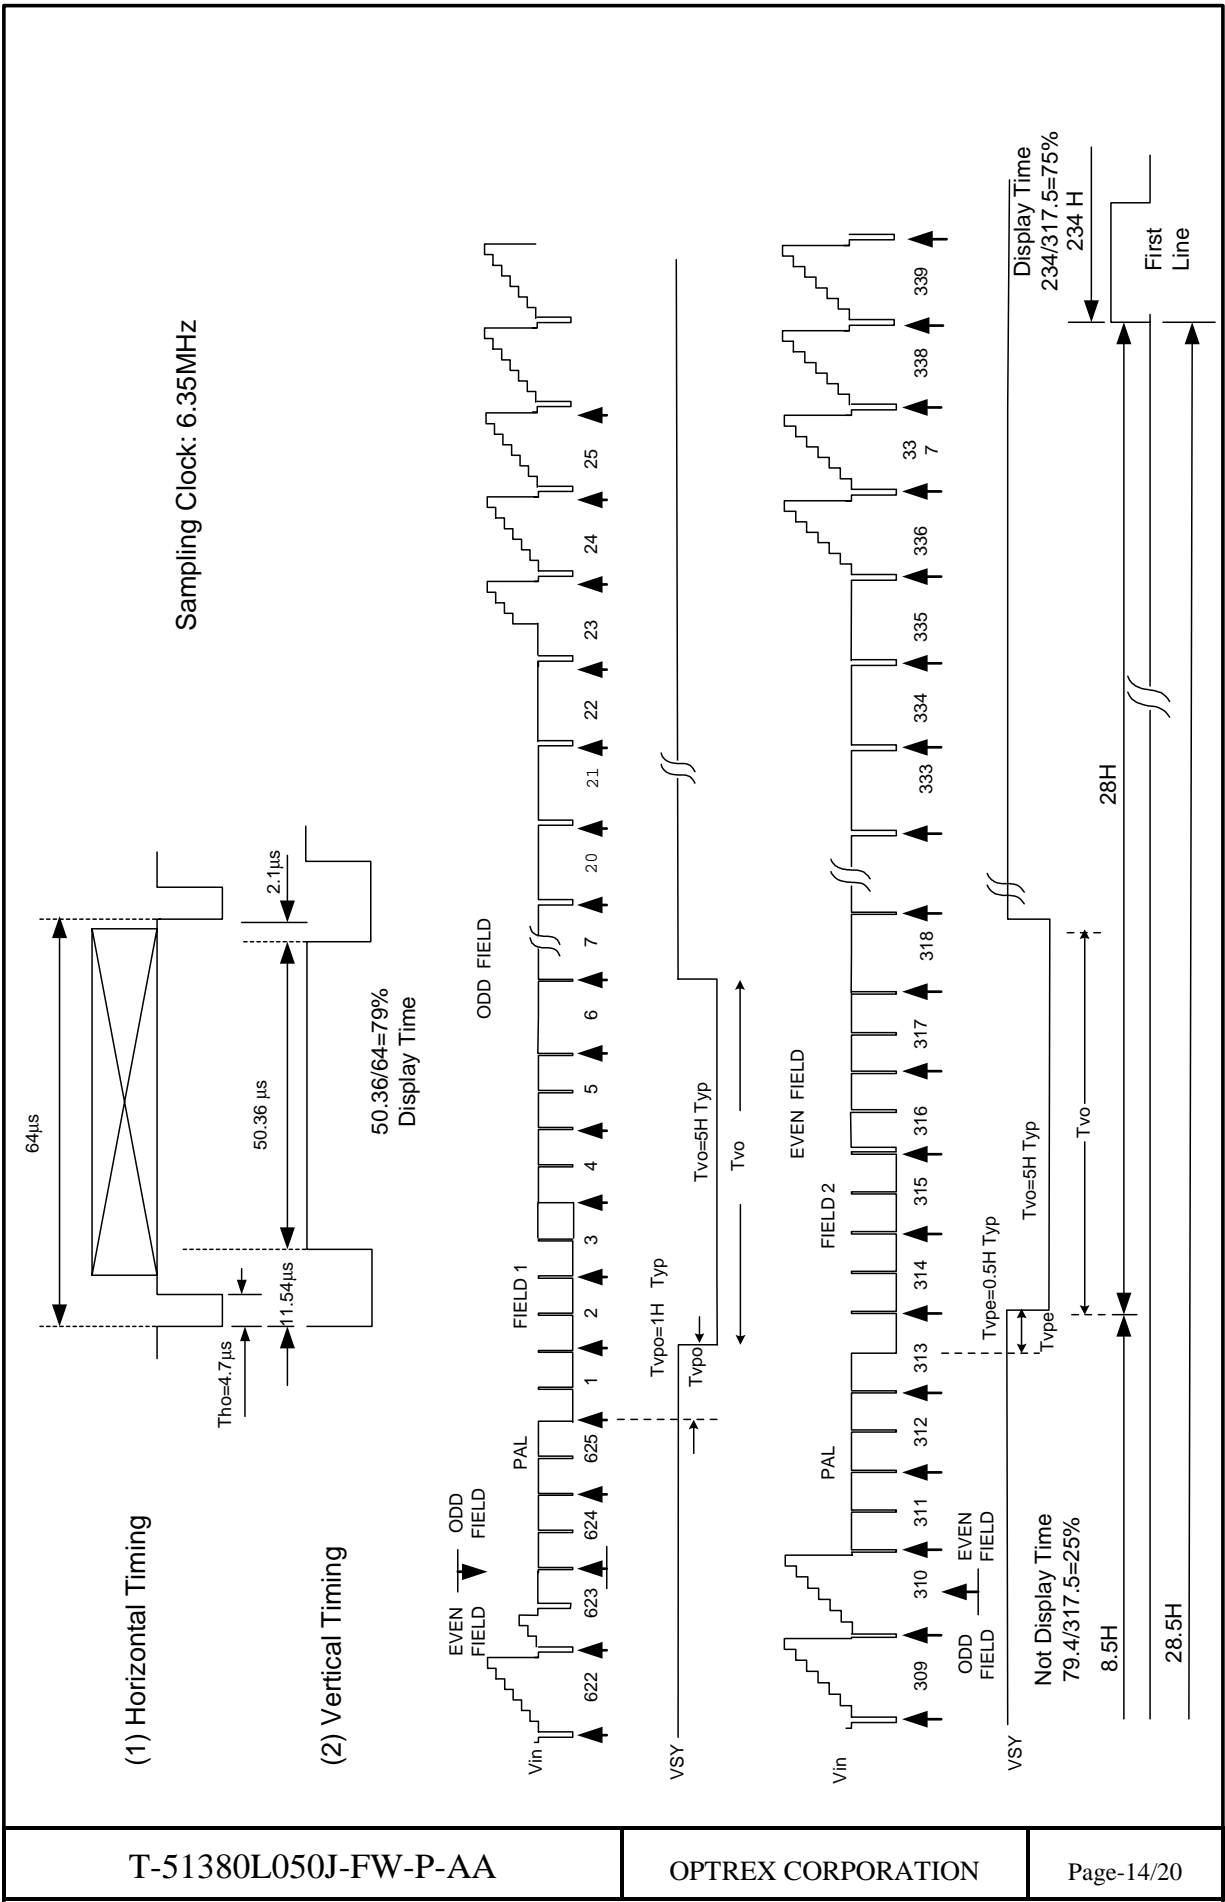 (1) Horizontal Timing
64µs
Tho=4.7µs
11.54µs
50.36 µs
2.1µs
50.36/64=79%
Display Time
Sampling Clock: 6.35MHz
(2) Vertical Timing
EVEN
FIELD
ODD
FIELD
PAL
FIELD 1
ODD FIELD
Vin
622
623
624
625
1
2
3
4
5
6
7
20
21
22
23
24
25
VSY
Tvpo=1H Typ
Tvpo
Tvo=5H Typ
Tvo
PAL
FIELD 2
EVEN FIELD
Vin
309
310
311
312
313
314
315
316
317
318
333
334
335
336
33
7
338
339
ODD
FIELD
EVEN
FIELD
VSY
Tvpe=0.5H Typ
Tvpe
Tvo=5H Typ
Tvo
Not Display Time
79.4/317.5=25%
8.5H
28H
28.5H
Display Time
234/317.5=75%
234 H
First
Line
T-51380L050J-FW-P-AA
OPTREX CORPORATION
Page-14/20